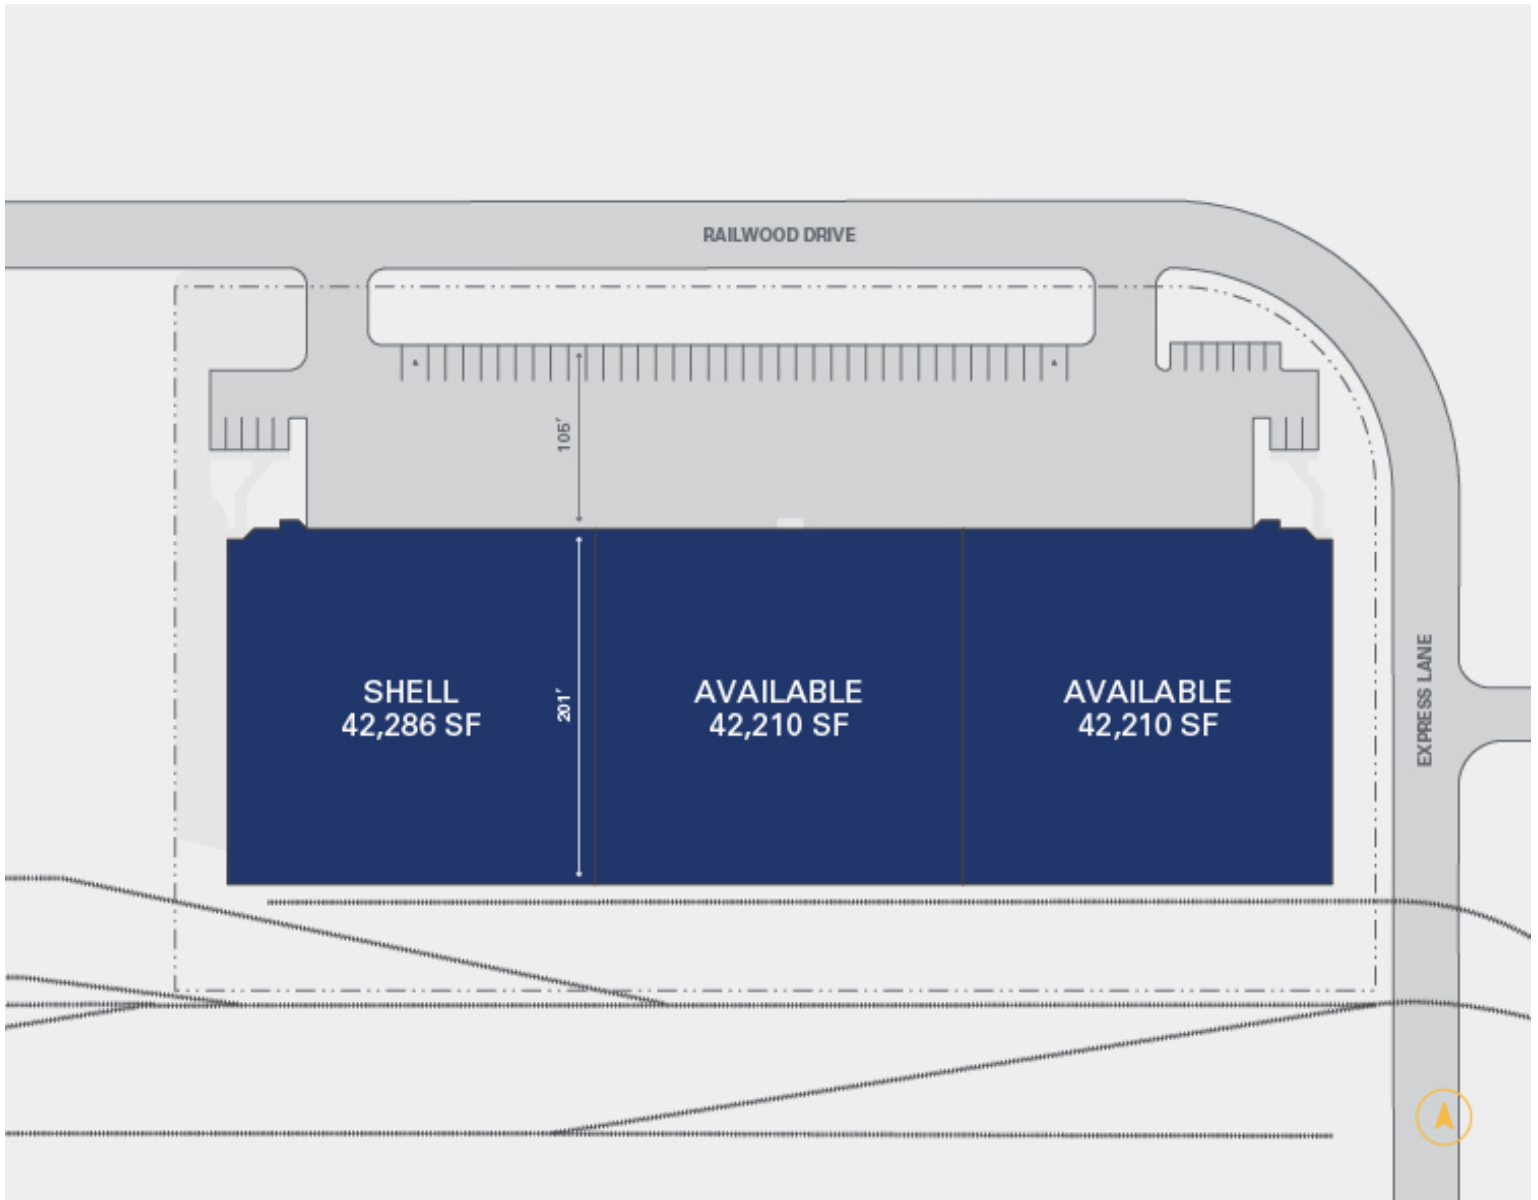 RAILWOOD DRIVE
105'
SHELL
42,286 SF
201'
AVAILABLE
42,210 SF
AVAILABLE
42,210 SF
EXPRESS LANE